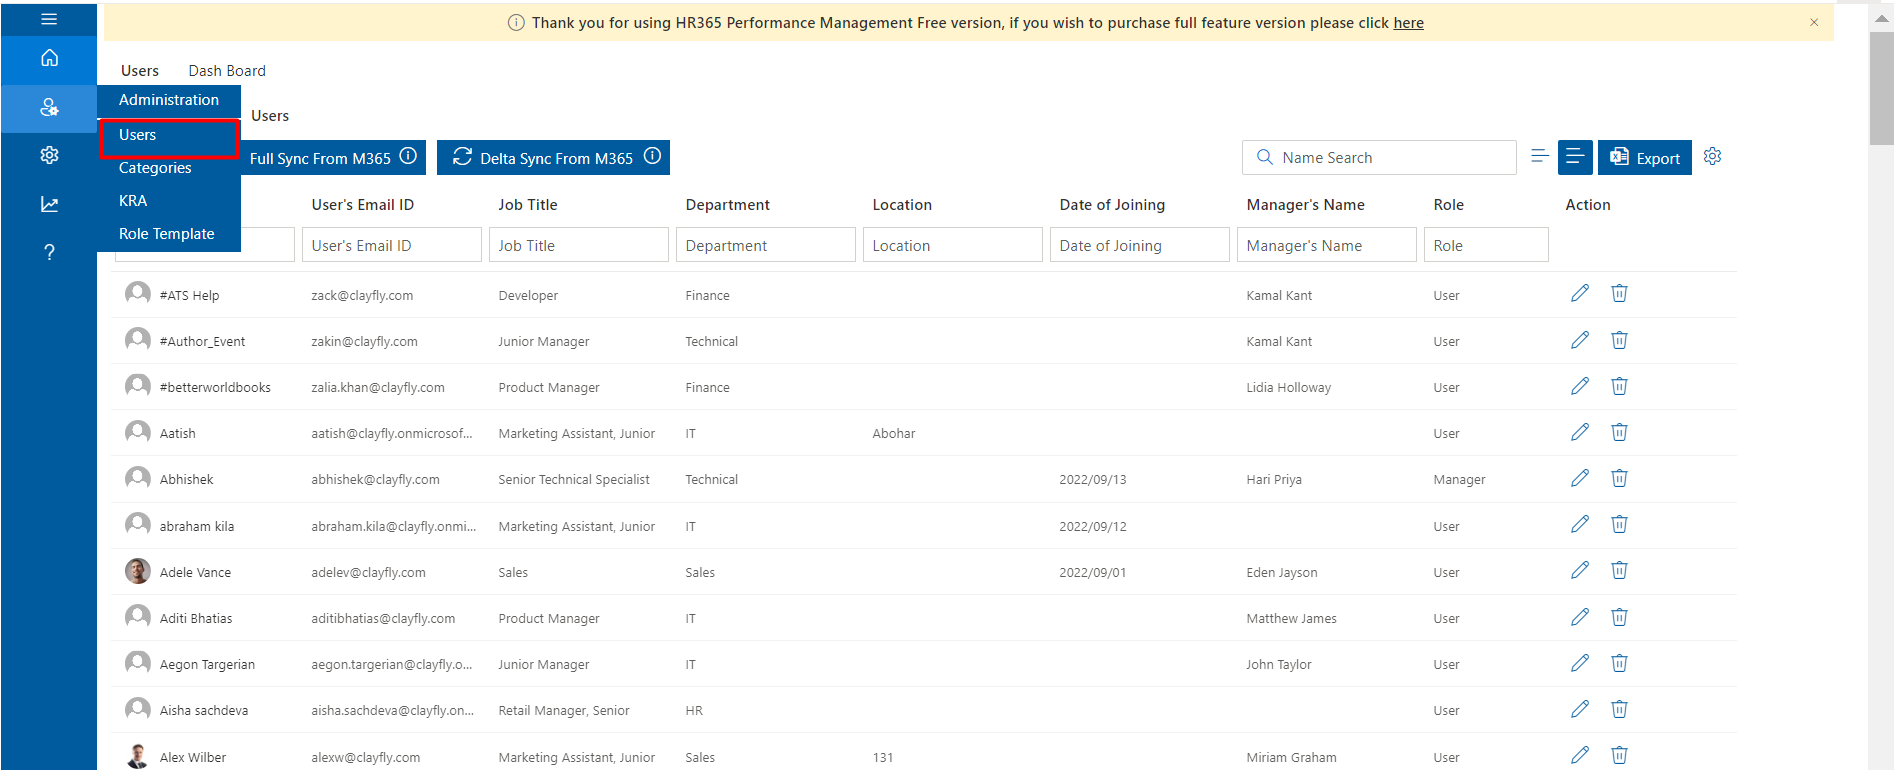 Thank you for using HR365 Performance Management Free version, if you wish to purchase full feature version please click here
Users Dash Board
Administration
Users
Categories
KRA
Role Template
Users
Full Sync From M365 Delta Sync From M365 Name Search Export
User's Email ID Job Title Department Location Date of Joining Manager's Name Role Action
User's Email ID Job Title Department Location Date of Joining Manager's Name Role
#ATS Help zack@clayfly.com Developer Finance Kamal Kant User
#Author_Event zakin@clayfly.com Junior Manager Technical Kamal Kant User
#betterworldbooks zalia.khan@clayfly.com Product Manager Finance Lidia Holloway User
Aatish aatish@clayfly.onmicrosof... Marketing Assistant, Junior IT Abohar User
Abhishek abhishek@clayfly.com Senior Technical Specialist Technical 2022/09/13 Hari Priya Manager
abraham kila abraham.kila@clayfly.onmi... Marketing Assistant, Junior IT 2022/09/12 User
Adele Vance adelev@clayfly.com Sales Sales 2022/09/01 Eden Jayson User
Aditi Bhatias aditibhatias@clayfly.com Product Manager IT Matthew James User
Aegon Targerian aegon.targerian@clayfly.o... Junior Manager IT John Taylor User
Aisha sachdeva aisha.sachdeva@clayfly.on... Retail Manager, Senior HR User
Alex Wilber alexw@clayfly.com Marketing Assistant, Junior Sales 131 Miriam Graham User